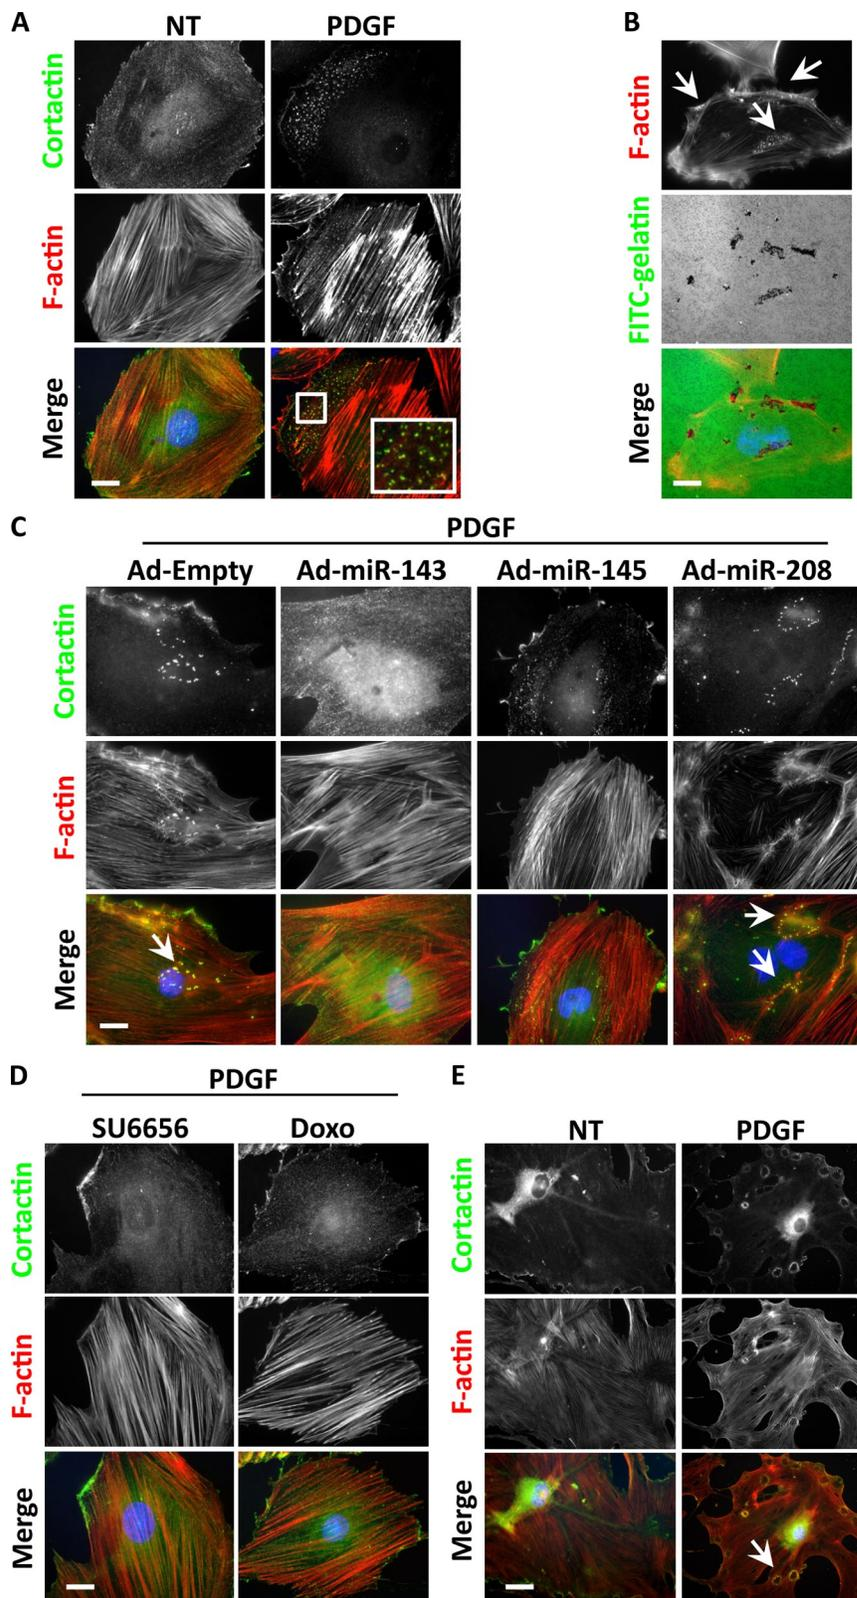 A
NT PDGF
Cortactin
F-actin
Merge
B
F-actin
FITC-gelatin
Merge
C
PDGF
Ad-Empty Ad-miR-143 Ad-miR-145 Ad-miR-208
Cortactin
F-actin
Merge
D
PDGF
SU6656 Doxo
Cortactin
F-actin
Merge
E
NT PDGF
Cortactin
F-actin
Merge